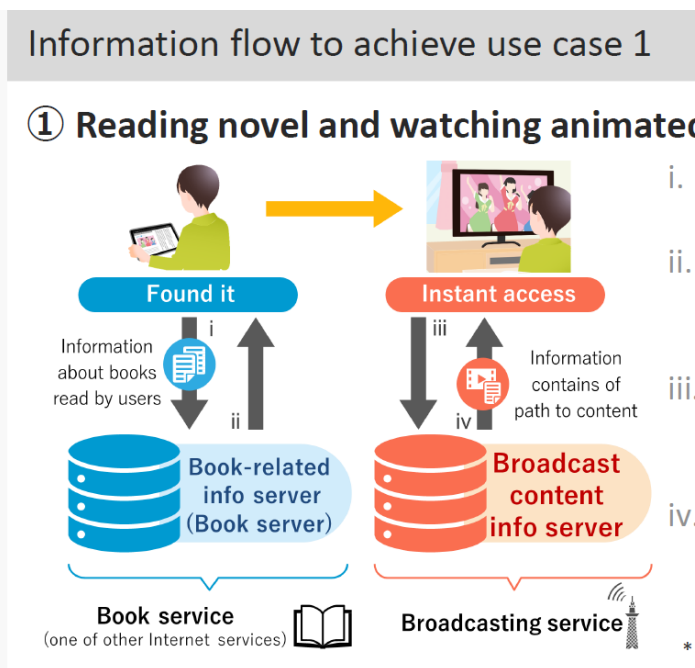 Information flow to achieve use case 1
① Reading novel and watching animated
Found it
Instant access
i
Information
about books
read by users
ii
iii
Information
contains of
path to content
iv
Book-related
info server
(Book server)
Broadcast
content
info server
Book service
(one of other Internet services)
Broadcasting service
i.
ii.
iii.
iv.
*